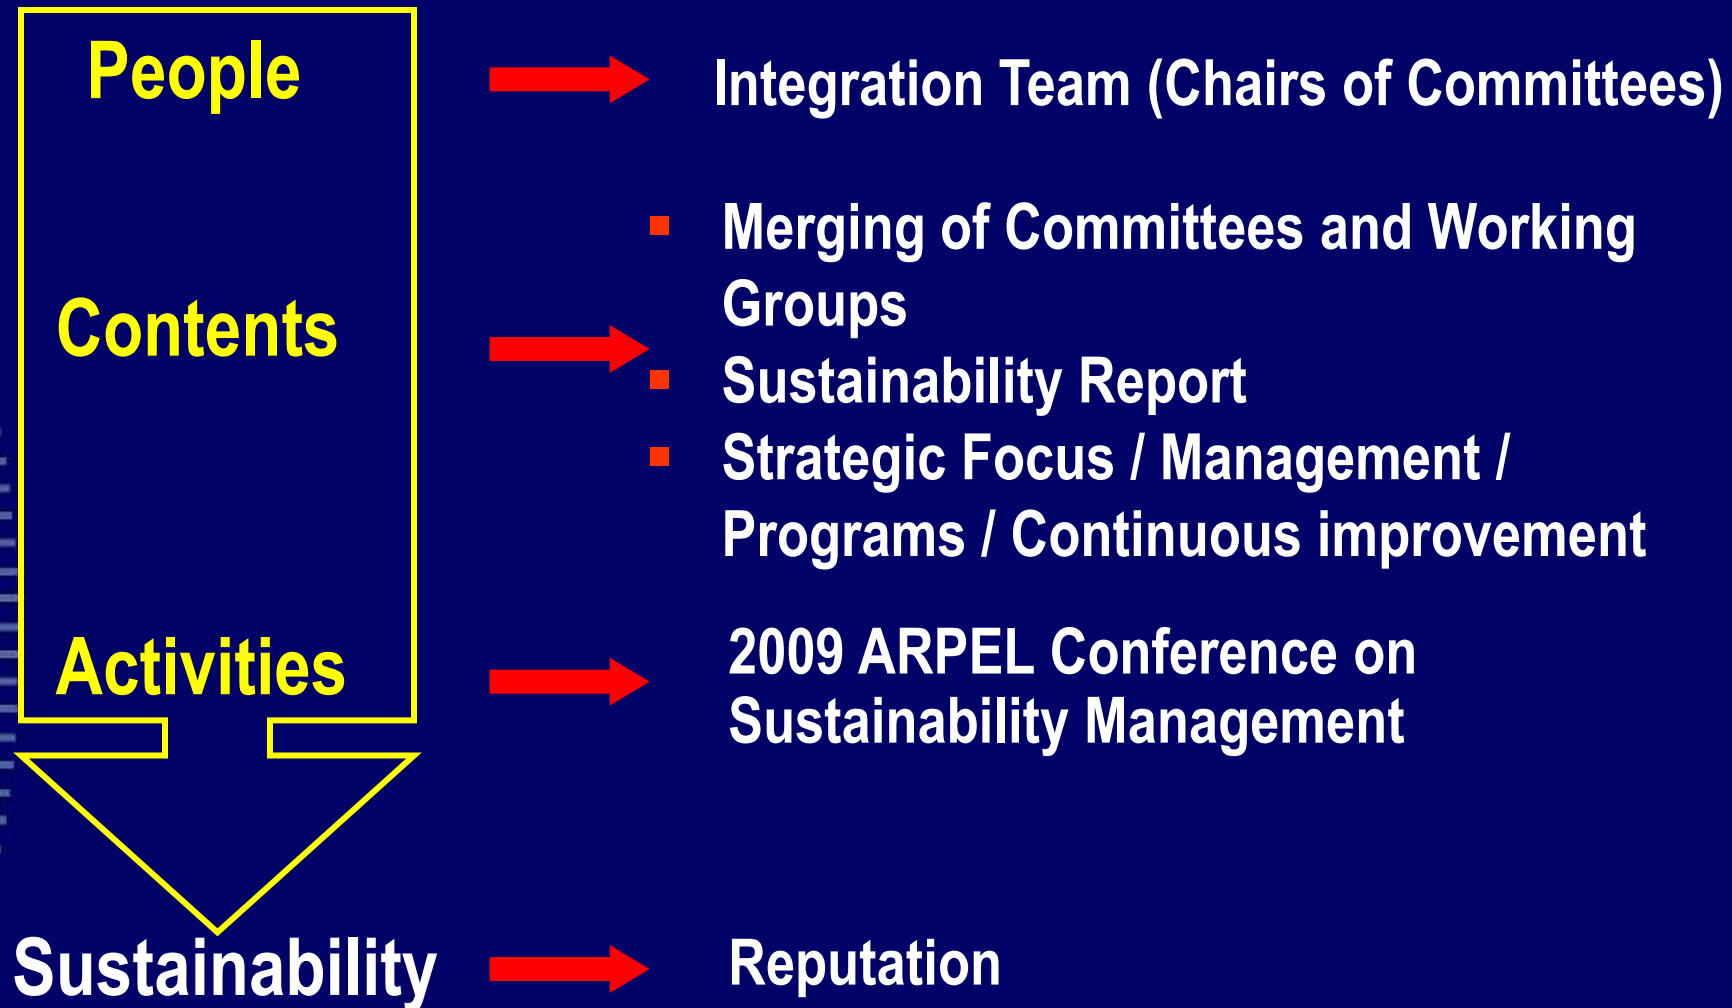 People
Integration Team (Chairs of Committees)
Contents
Merging of Committees and Working
Groups
Sustainability Report
Strategic Focus / Management /
Programs / Continuous improvement
Activities
2009 ARPEL Conference on
Sustainability Management
Sustainability
Reputation